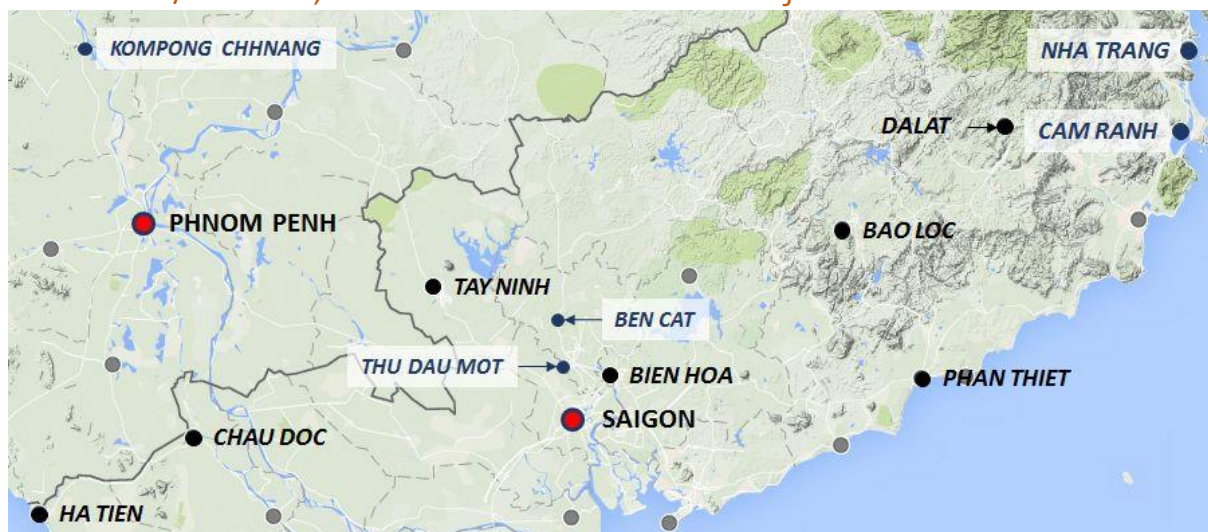 KOMPONG CHHNANG
NHA TRANG
DALAT
CAM RANH
PHNOM PENH
BAO LOC
TAY NINH
BEN CAT
THU DAU MOT
BIEN HOA
PHAN THIET
SAIGON
CHAU DOC
HA TIEN